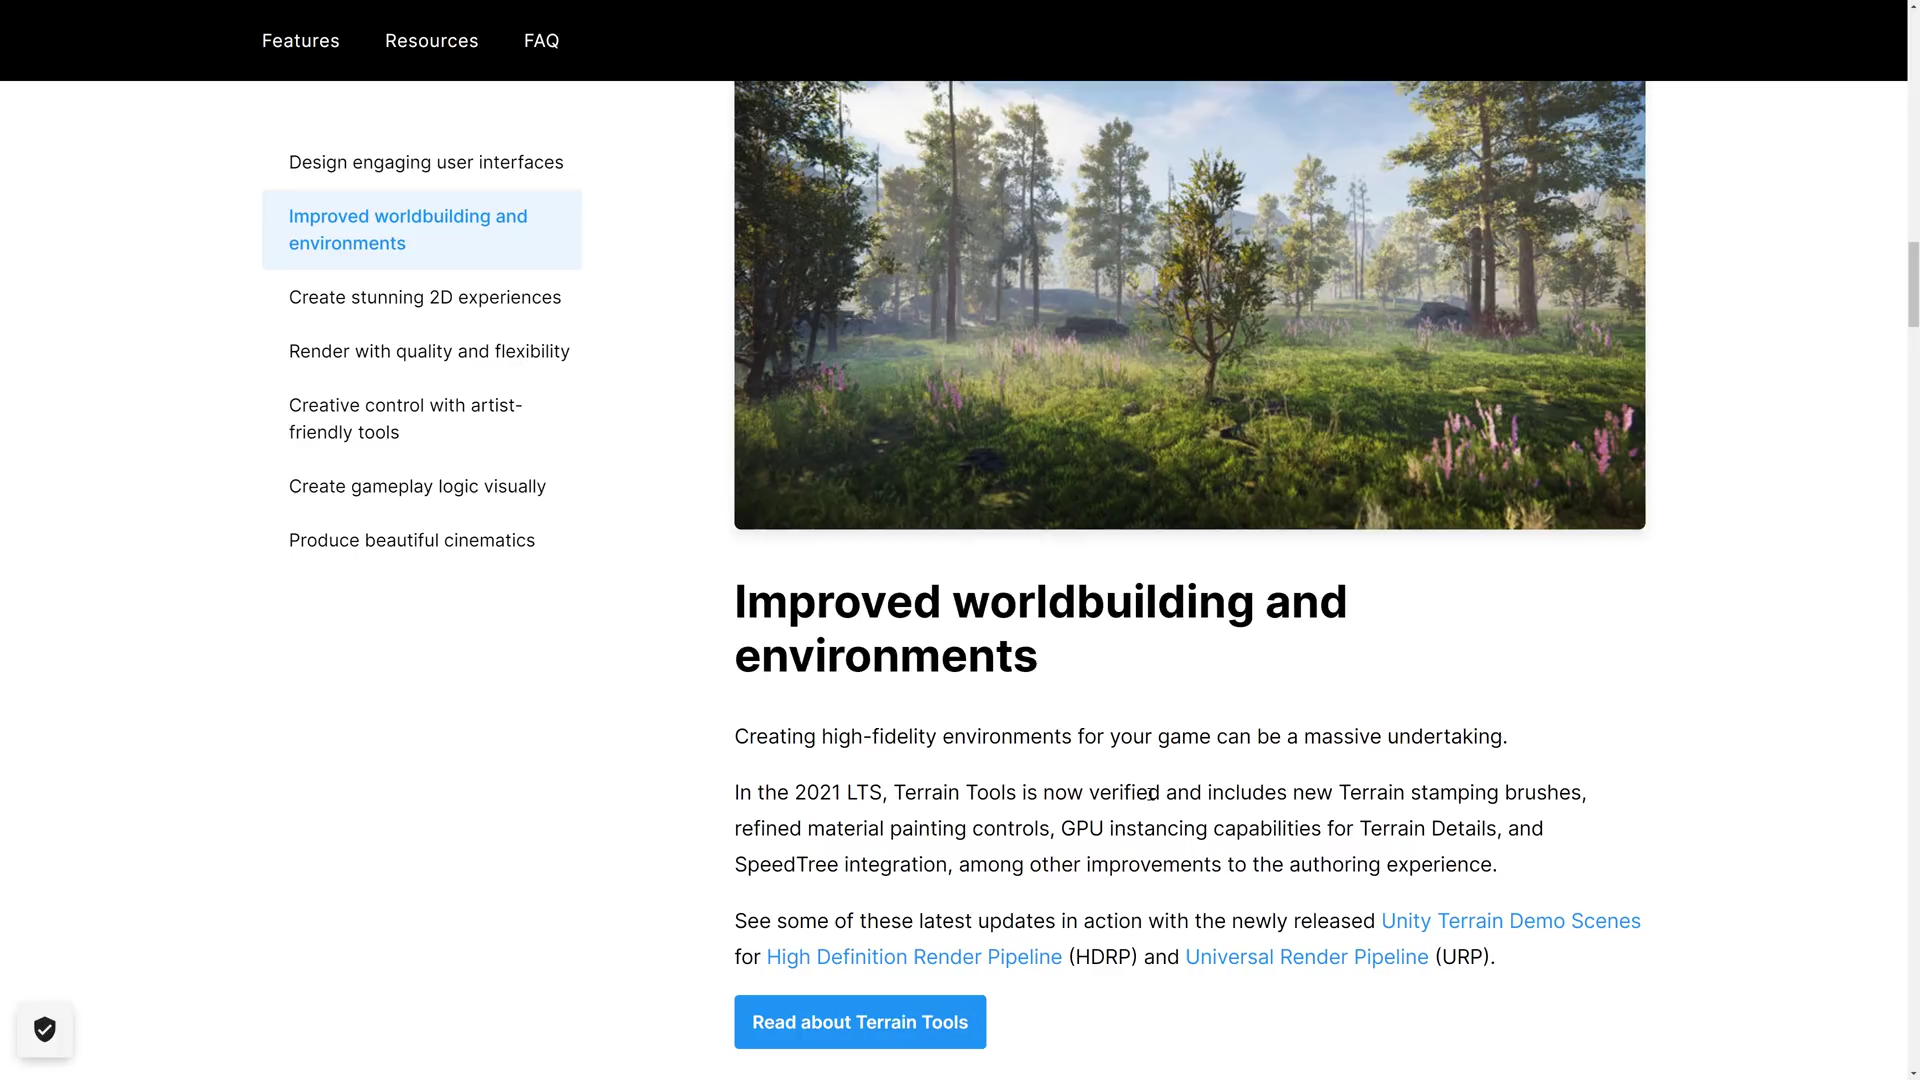 Features
Resources
FAQ
Design engaging user interfaces
Improved worldbuilding and
environments
Create stunning 2D experiences
Render with quality and flexibility
Creative control with artist-
friendly tools
Create gameplay logic visually
Produce beautiful cinematics
Improved worldbuilding and
environments
Creating high-fidelity environments for your game can be a massive undertaking.
In the 2021 LTS, Terrain Tools is now verified and includes new Terrain stamping brushes,
refined material painting controls, GPU instancing capabilities for Terrain Details, and
SpeedTree integration, among other improvements to the authoring experience.
See some of these latest updates in action with the newly released Unity Terrain Demo Scenes
for High Definition Render Pipeline (HDRP) and Universal Render Pipeline (URP).
Read about Terrain Tools